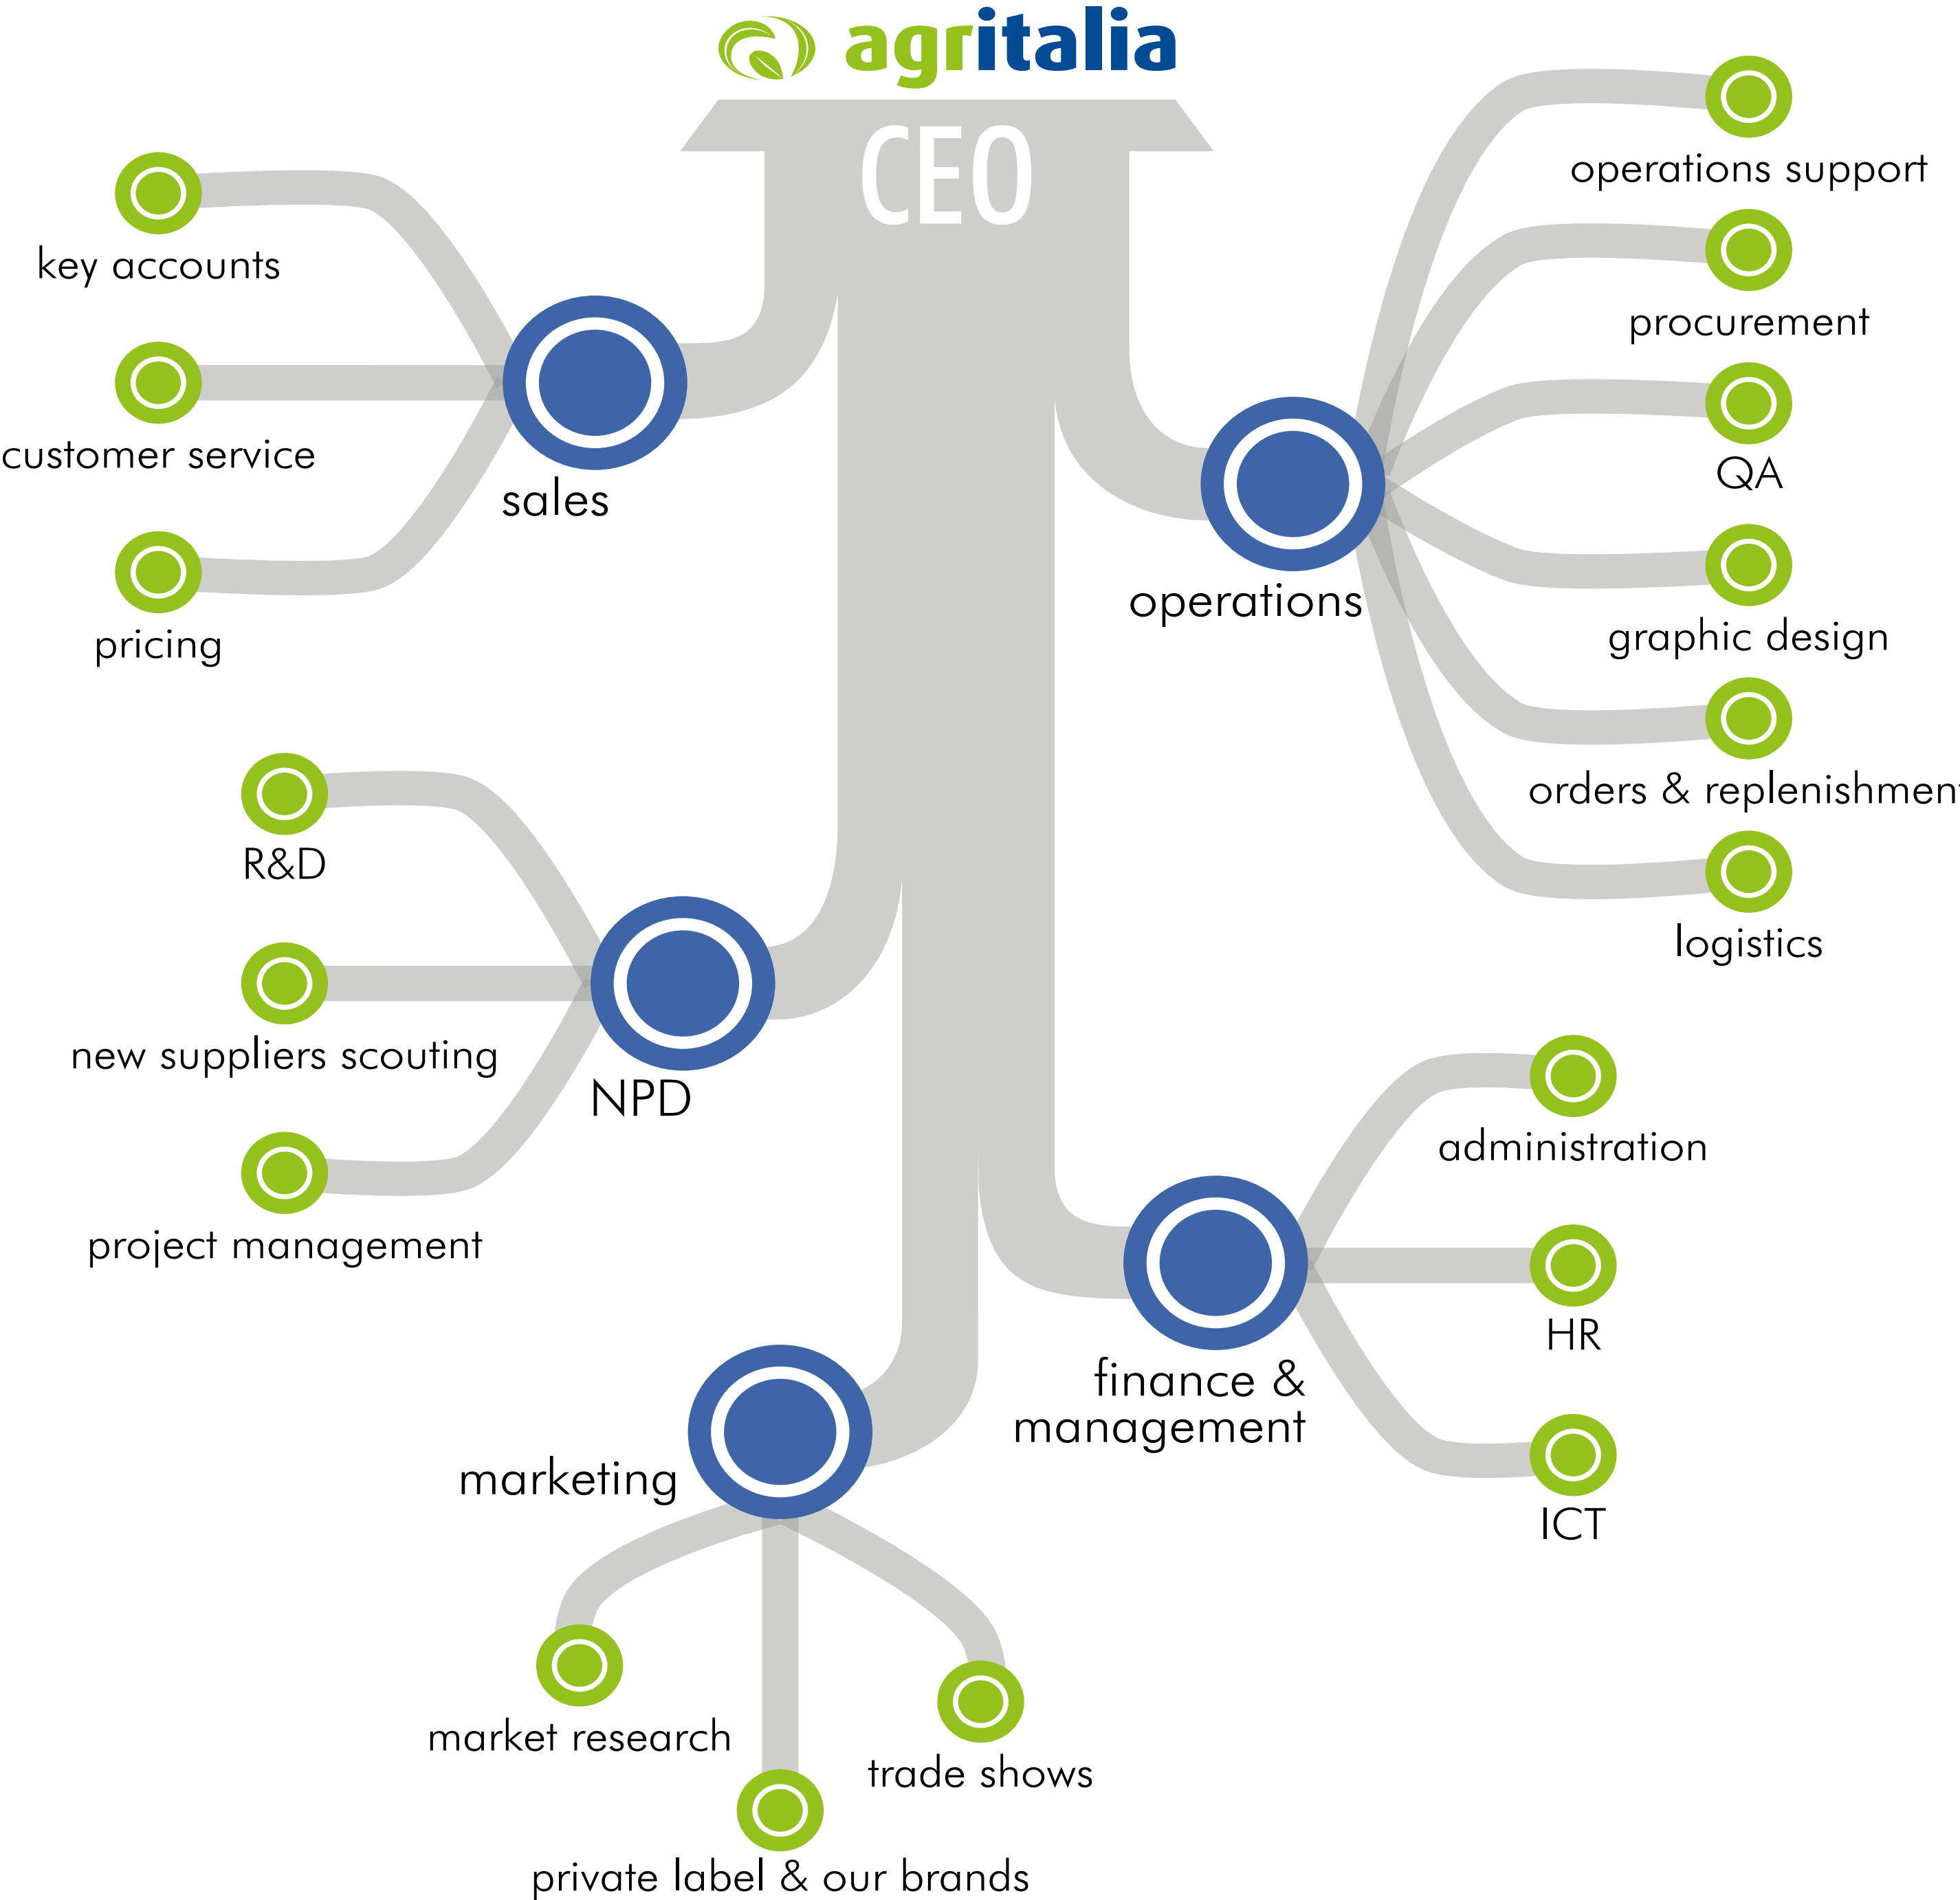 agritalia
CEO
key accounts
customer service
pricing
sales
operations support
procurement
QA
graphic design
orders & replenishment
logistics
operations
R&D
new suppliers scouting
project management
NPD
administration
HR
ICT
finance &
management
marketing
market research
trade shows
private label & our brands